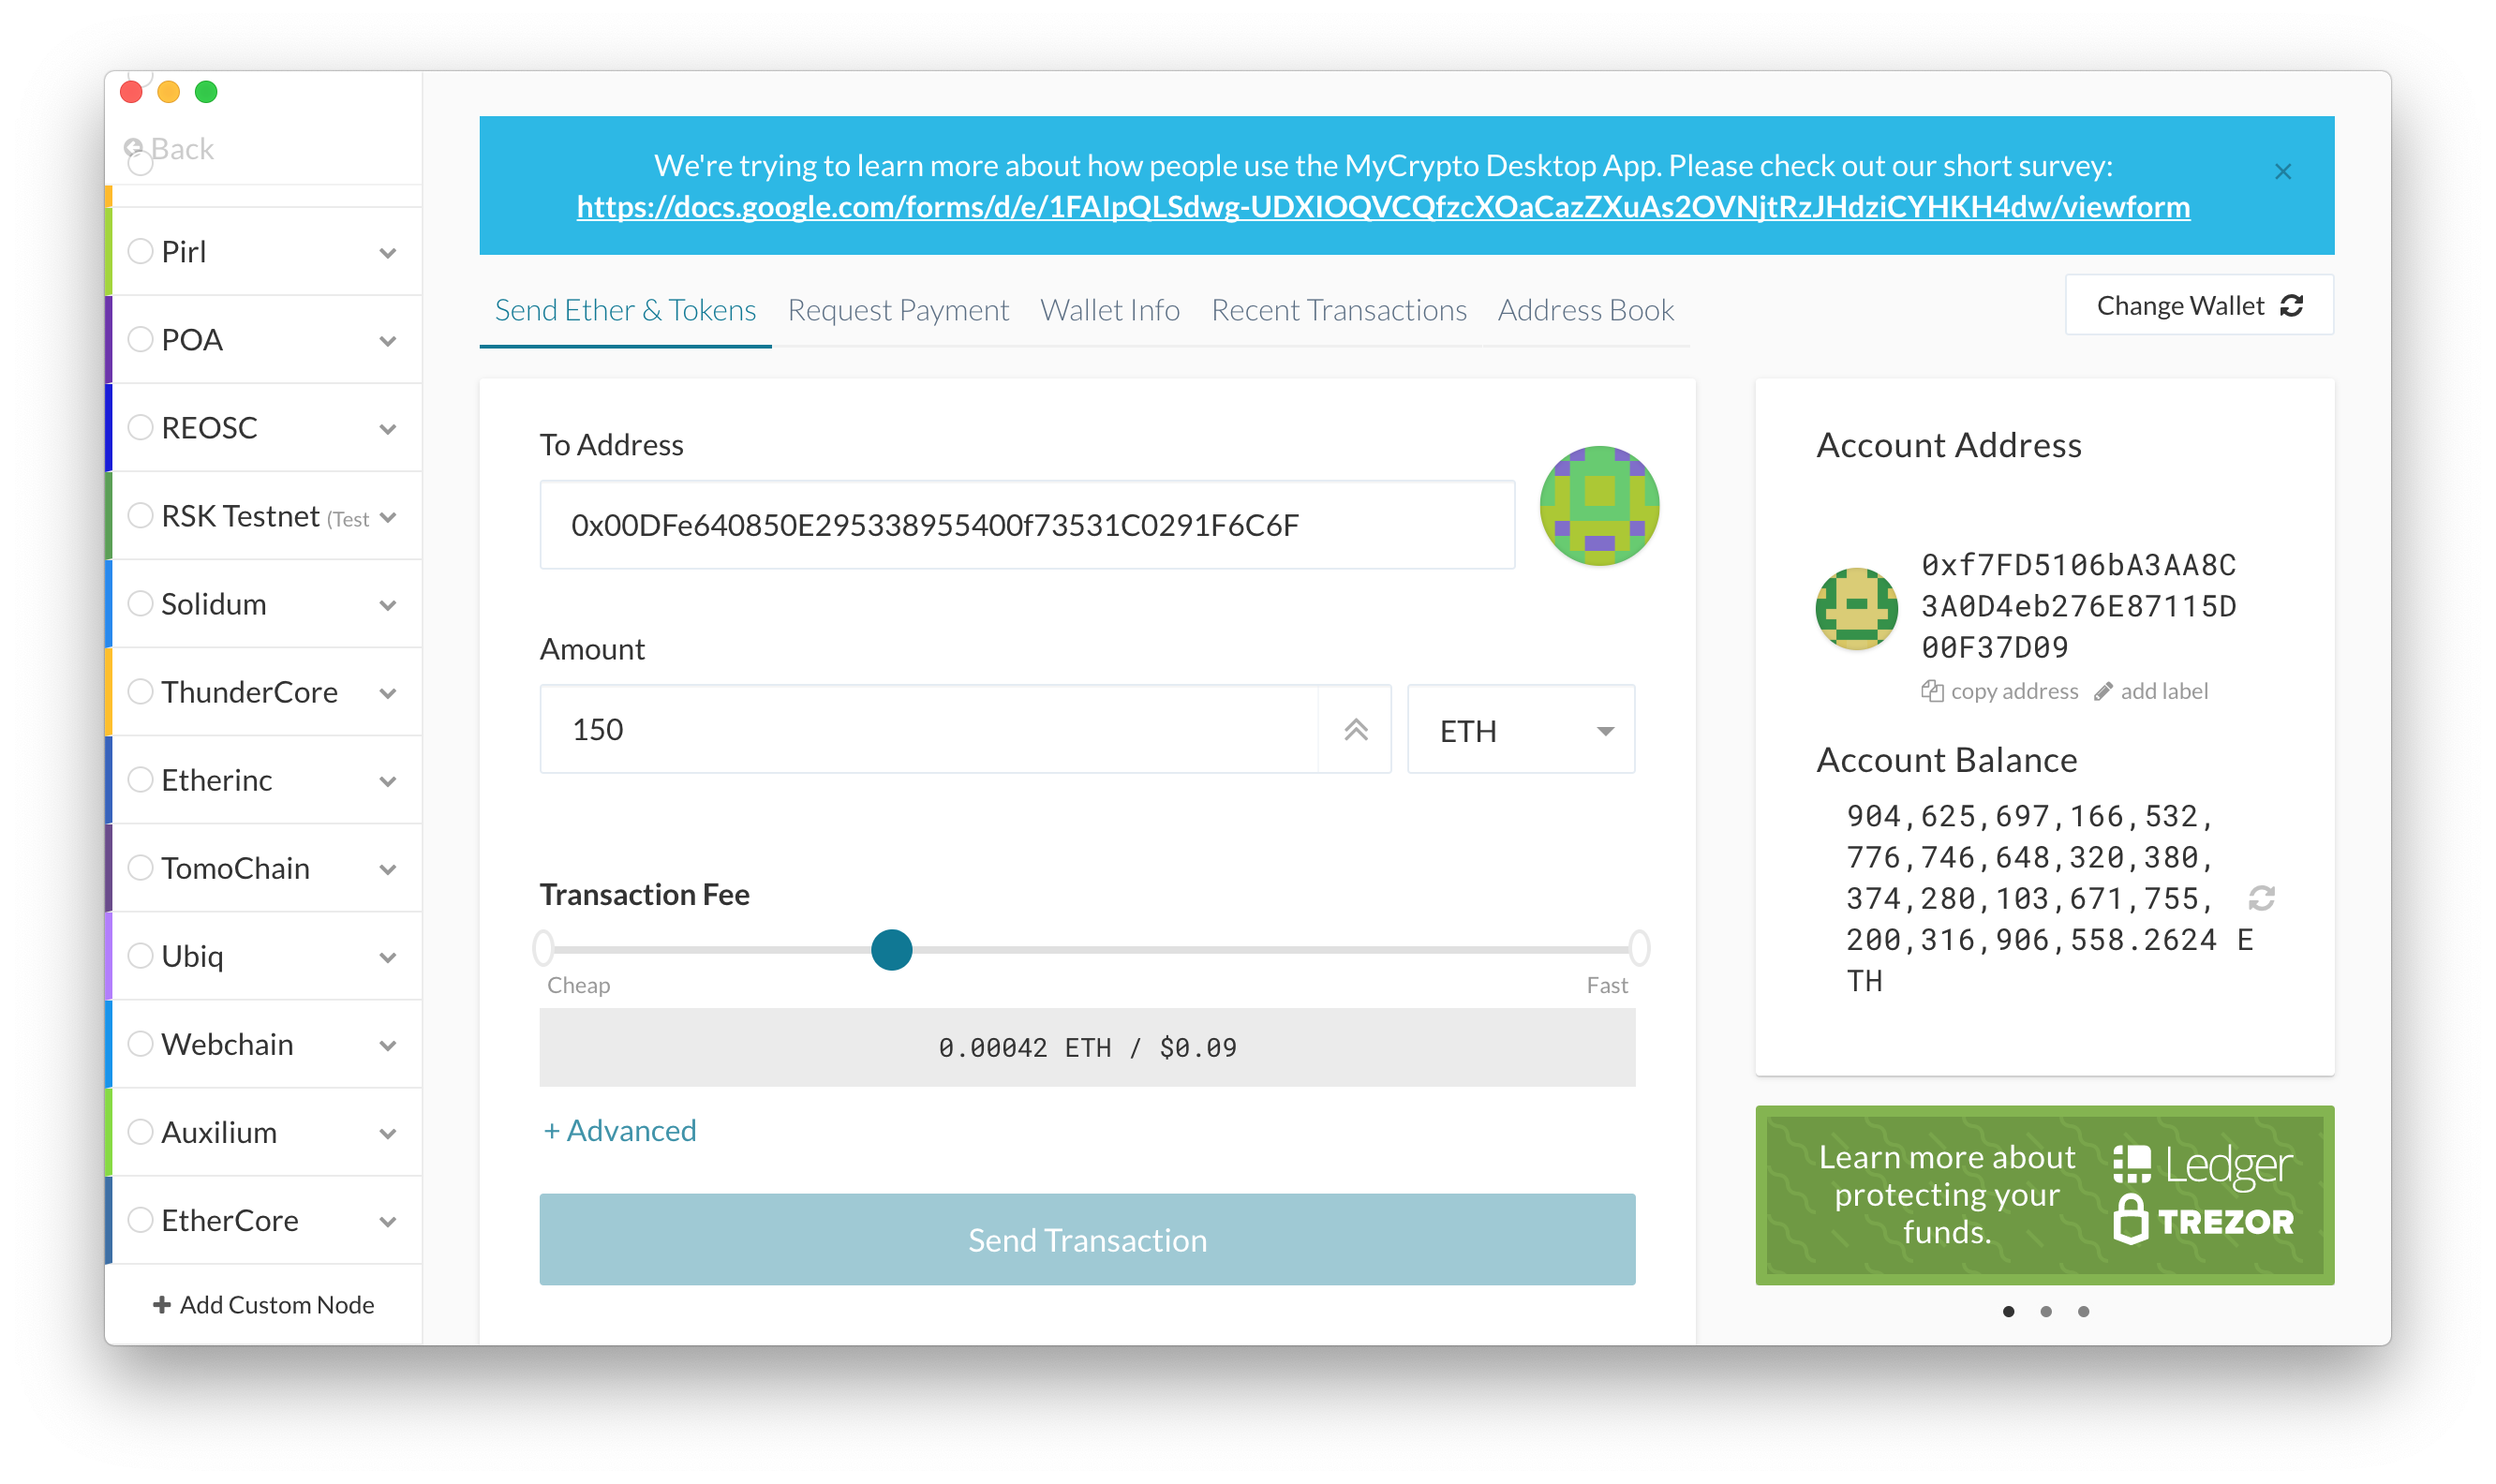 Back
Pirl
POA
REOSC
RSK Testnet (Test
Solidum
ThunderCore
Etherinc
TomoChain
Ubiq
Webchain
Auxilium
EtherCore
Add Custom Node
We're trying to learn more about how people use the MyCrypto Desktop App. Please check out our short survey:
https://docs.google.com/forms/d/e/1FAIpQLSdwg-UDXIOQVCQfzcXOaCazZXuAs2OVNjtRzJHdziCYHKH4dw/viewform
Send Ether & Tokens Request Payment Wallet Info Recent Transactions Address Book
Change Wallet
To Address
0x00DFe640850E295338955400f73531C0291F6C6F
Amount
150
ETH
Transaction Fee
Cheap Fast
0.00042 ETH / $0.09
+ Advanced
Send Transaction
Account Address
0xf7FD5106bA3AA8C
3A0D4eb276E87115D
00F37D09
copy address add label
Account Balance
904,625,697,166,532,
776,746,648,320,380,
374,280,103,671,755,
200,316,906,558.2624 E
TH
Learn more about
protecting your
funds.
Ledger
TREZOR